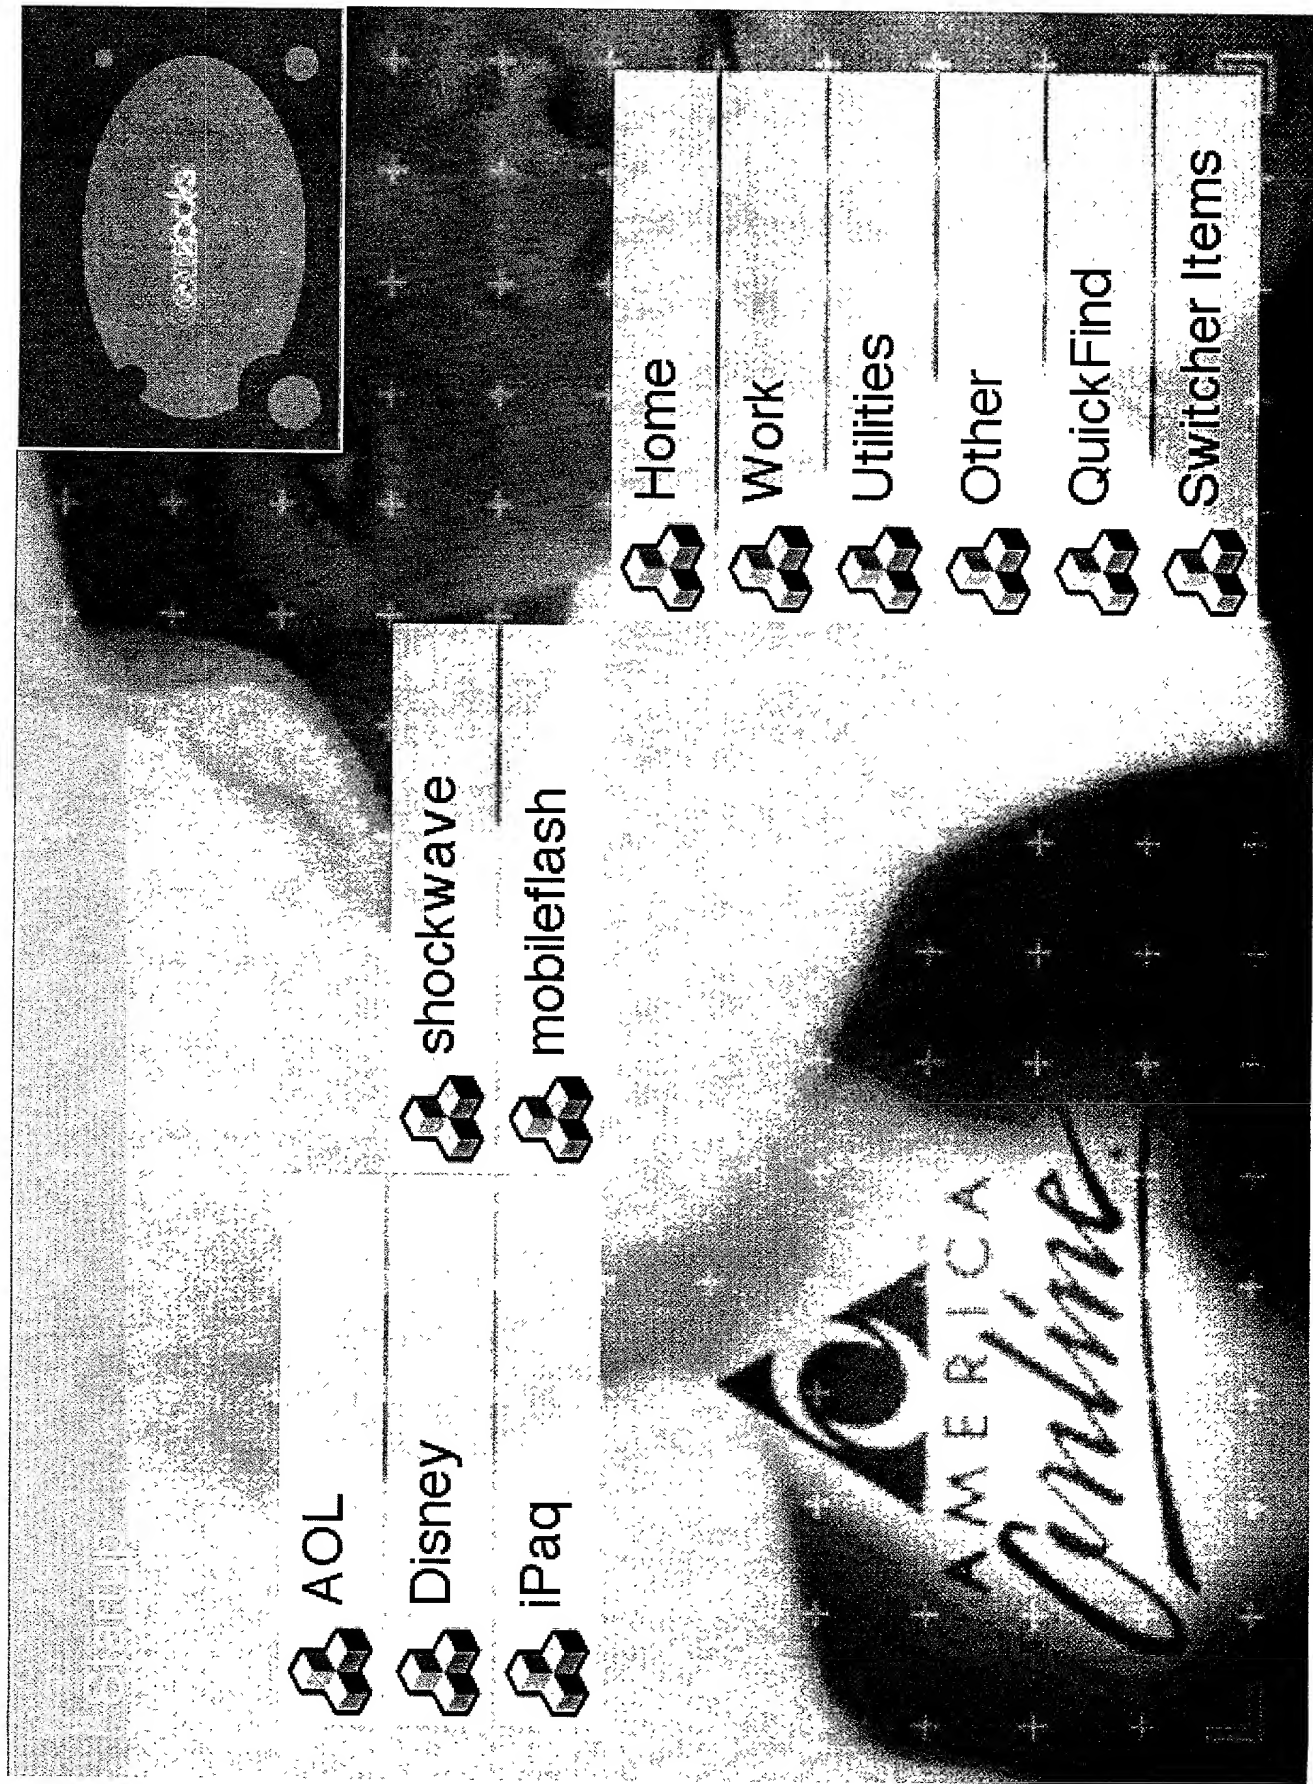 AOL
Disney
iPaq
shockwave
mobileflash
Home
Work
Utilities
Other
QuickFind
Switcher Items
AMERICA
Online